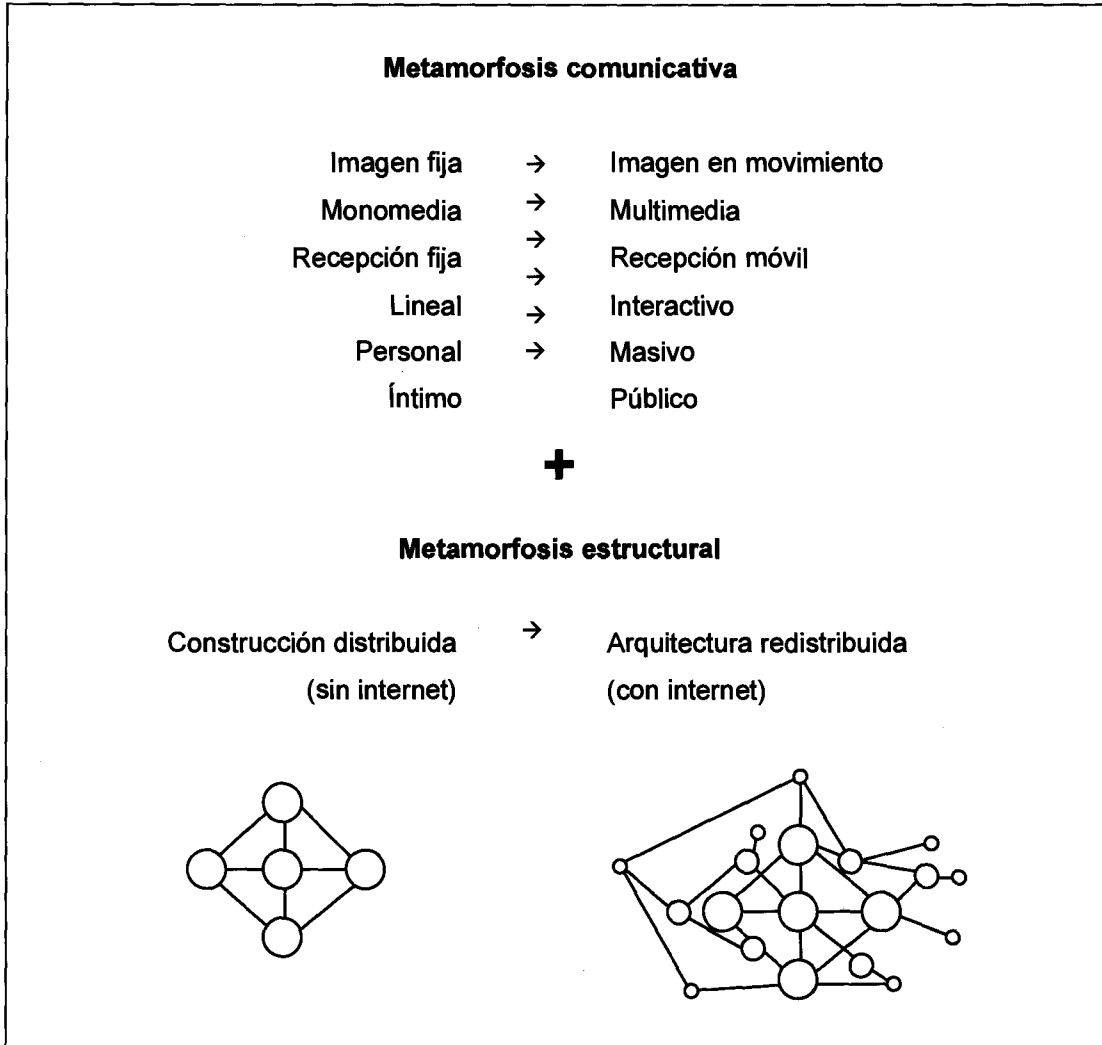 Metamorfosis comunicativa
Imagen fija → Imagen en movimiento
Monomedia → Multimedia
Recepción fija → Recepción móvil
→
Lineal → Interactivo
Personal → Masivo
Íntimo Público
+
Metamorfosis estructural
Construcción distribuida → Arquitectura redistribuida
(sin internet) (con internet)